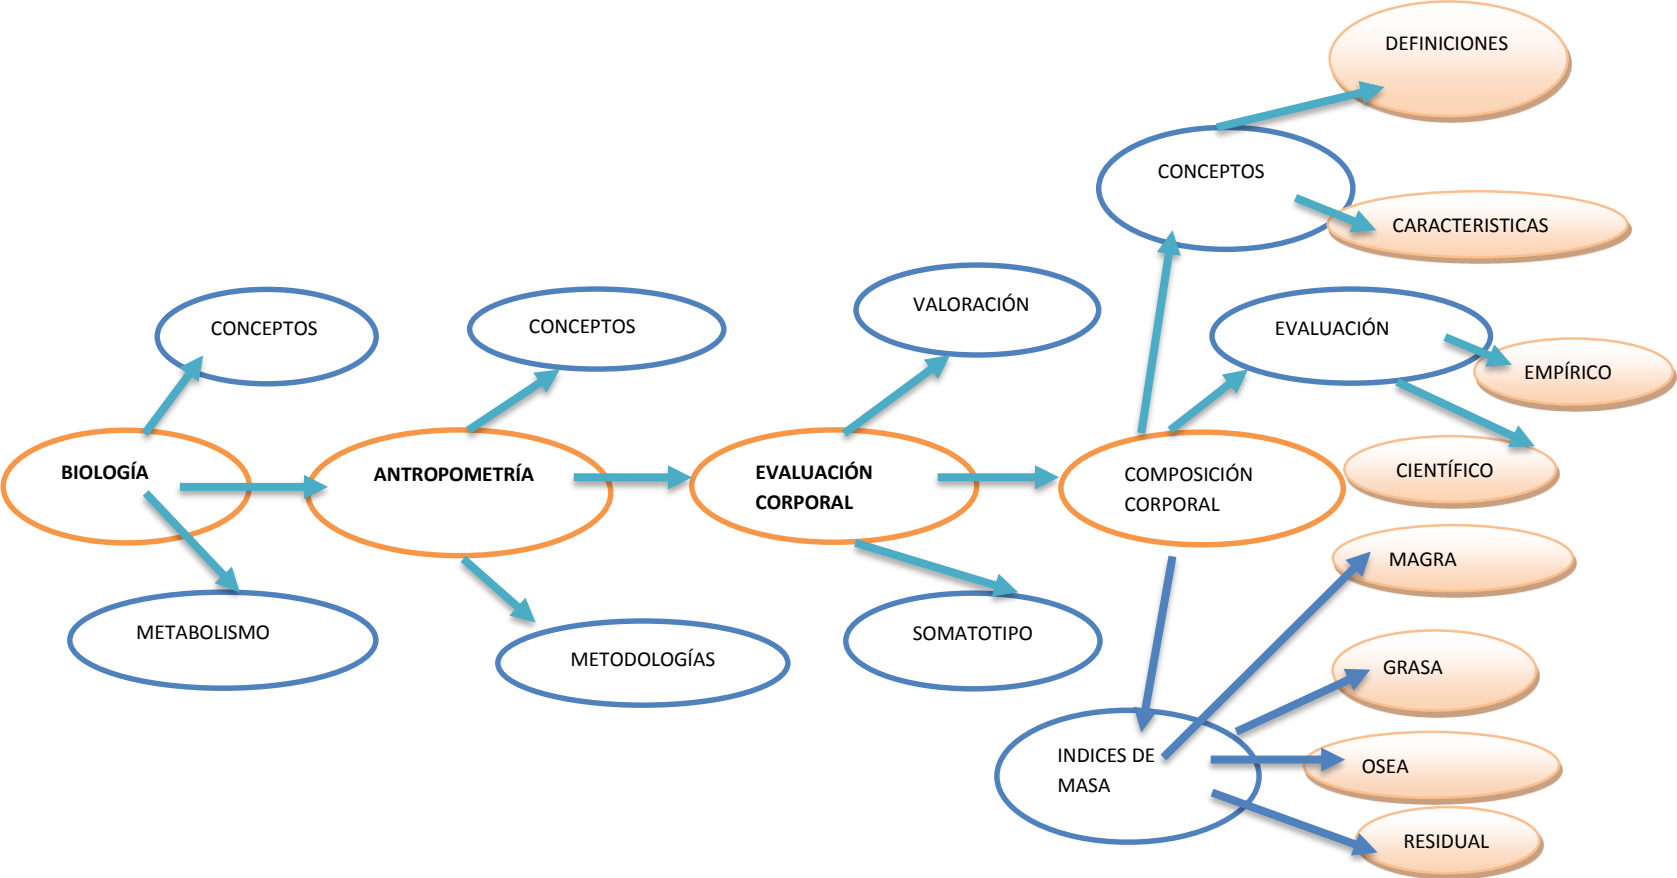 DEFINICIONES
CONCEPTOS
CARACTERISTICAS
VALORACIÓN
CONCEPTOS
CONCEPTOS
EVALUACIÓN
EMPÍRICO
BIOLOGÍA
ANTROPOMETRÍA
EVALUACIÓN
CORPORAL
COMPOSICIÓN
CORPORAL
CIENTÍFICO
MAGRA
METABOLISMO
METODOLOGÍAS
SOMATOTIPO
GRASA
INDICES DE
MASA
OSEA
RESIDUAL